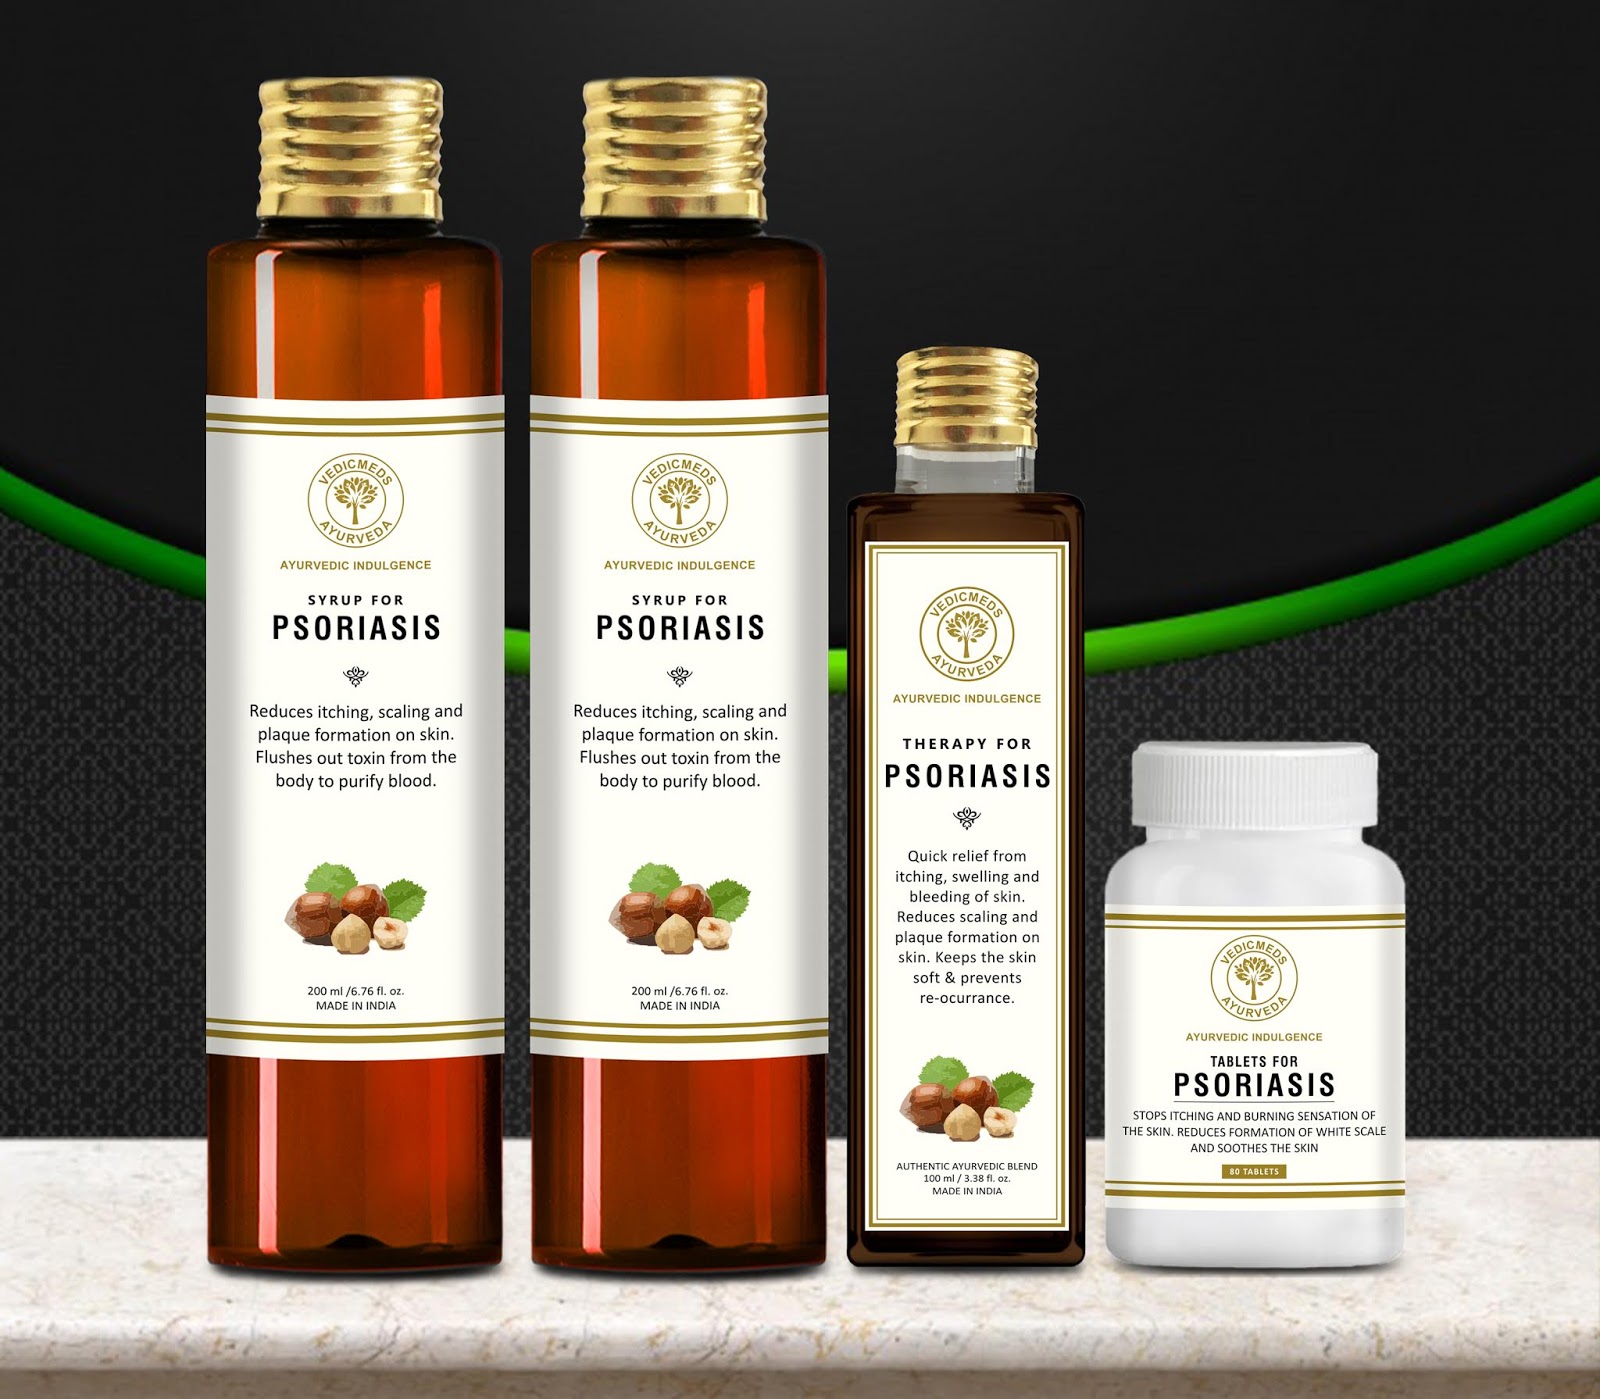 VEDICMEDS
AYURVEDA
AYURVEDIC INDULGENCE
SYRUP FOR
PSORIASIS
Reduces itching, scaling and
plaque formation on skin.
Flushes out toxin from the
body to purify blood.
200 ml /6.76 fl. oz.
MADE IN INDIA
VEDICMEDS
AYURVEDA
AYURVEDIC INDULGENCE
SYRUP FOR
PSORIASIS
Reduces itching, scaling and
plaque formation on skin.
Flushes out toxin from the
body to purify blood.
200 ml /6.76 fl. oz.
MADE IN INDIA
VEDICMEDS
AYURVEDA
AYURVEDIC INDULGENCE
THERAPY FOR
PSORIASIS
Quick relief from
itching, swelling and
bleeding of skin.
Reduces scaling and
plaque formation on
skin. Keeps the skin
soft & prevents
re-ocurrance.
AUTHENTIC AYURVEDIC BLEND
100 ml / 3.38 fl. oz.
MADE IN INDIA
VEDICMEDS
AYURVEDA
AYURVEDIC INDULGENCE
TABLETS FOR
PSORIASIS
STOPS ITCHING AND BURNING SENSATION OF
THE SKIN. REDUCES FORMATION OF WHITE SCALE
AND SOOTHES THE SKIN
80 TABLETS